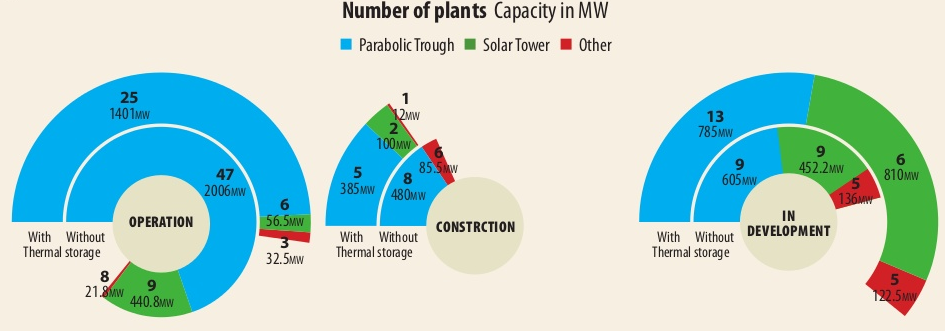 Number of plants Capacity in MW
Parabolic Trough Solar Tower Other
25
1401MW
47
2006MW
6
56.5MW
3
32.5MW
OPERATION
With Without
Thermal storage
8
21.8MW
9
440.8MW
1
12MW
2
100MW
6
85.5MW
5
385MW
8
480MW
CONSTRCTION
With Without
Thermal storage
13
785MW
9
605MW
9
452.2MW
5
136MW
6
810MW
IN
DEVELOPMENT
With Without
Thermal storage
5
122.5MW